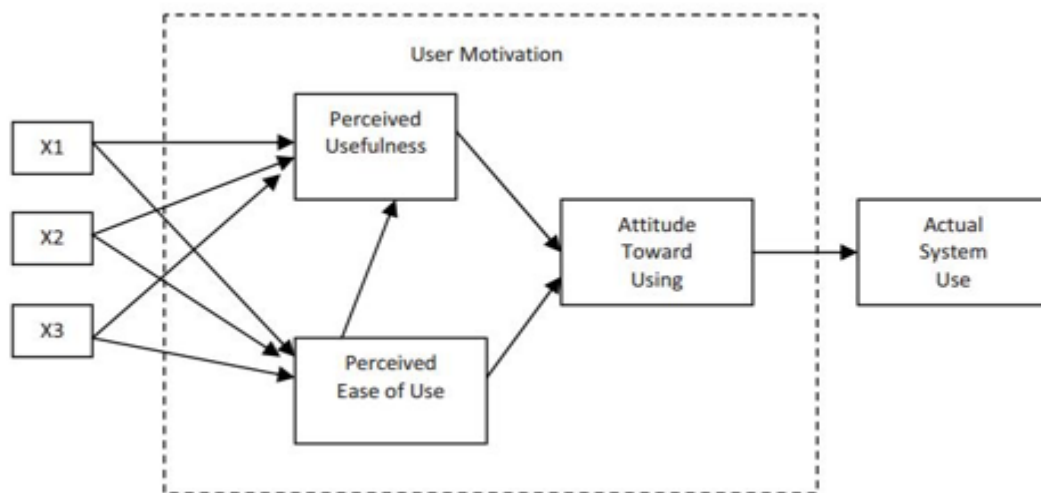 User Motivation
X1
X2
X3
Perceived
Usefulness
Perceived
Ease of Use
Attitude
Toward
Using
Actual
System
Use